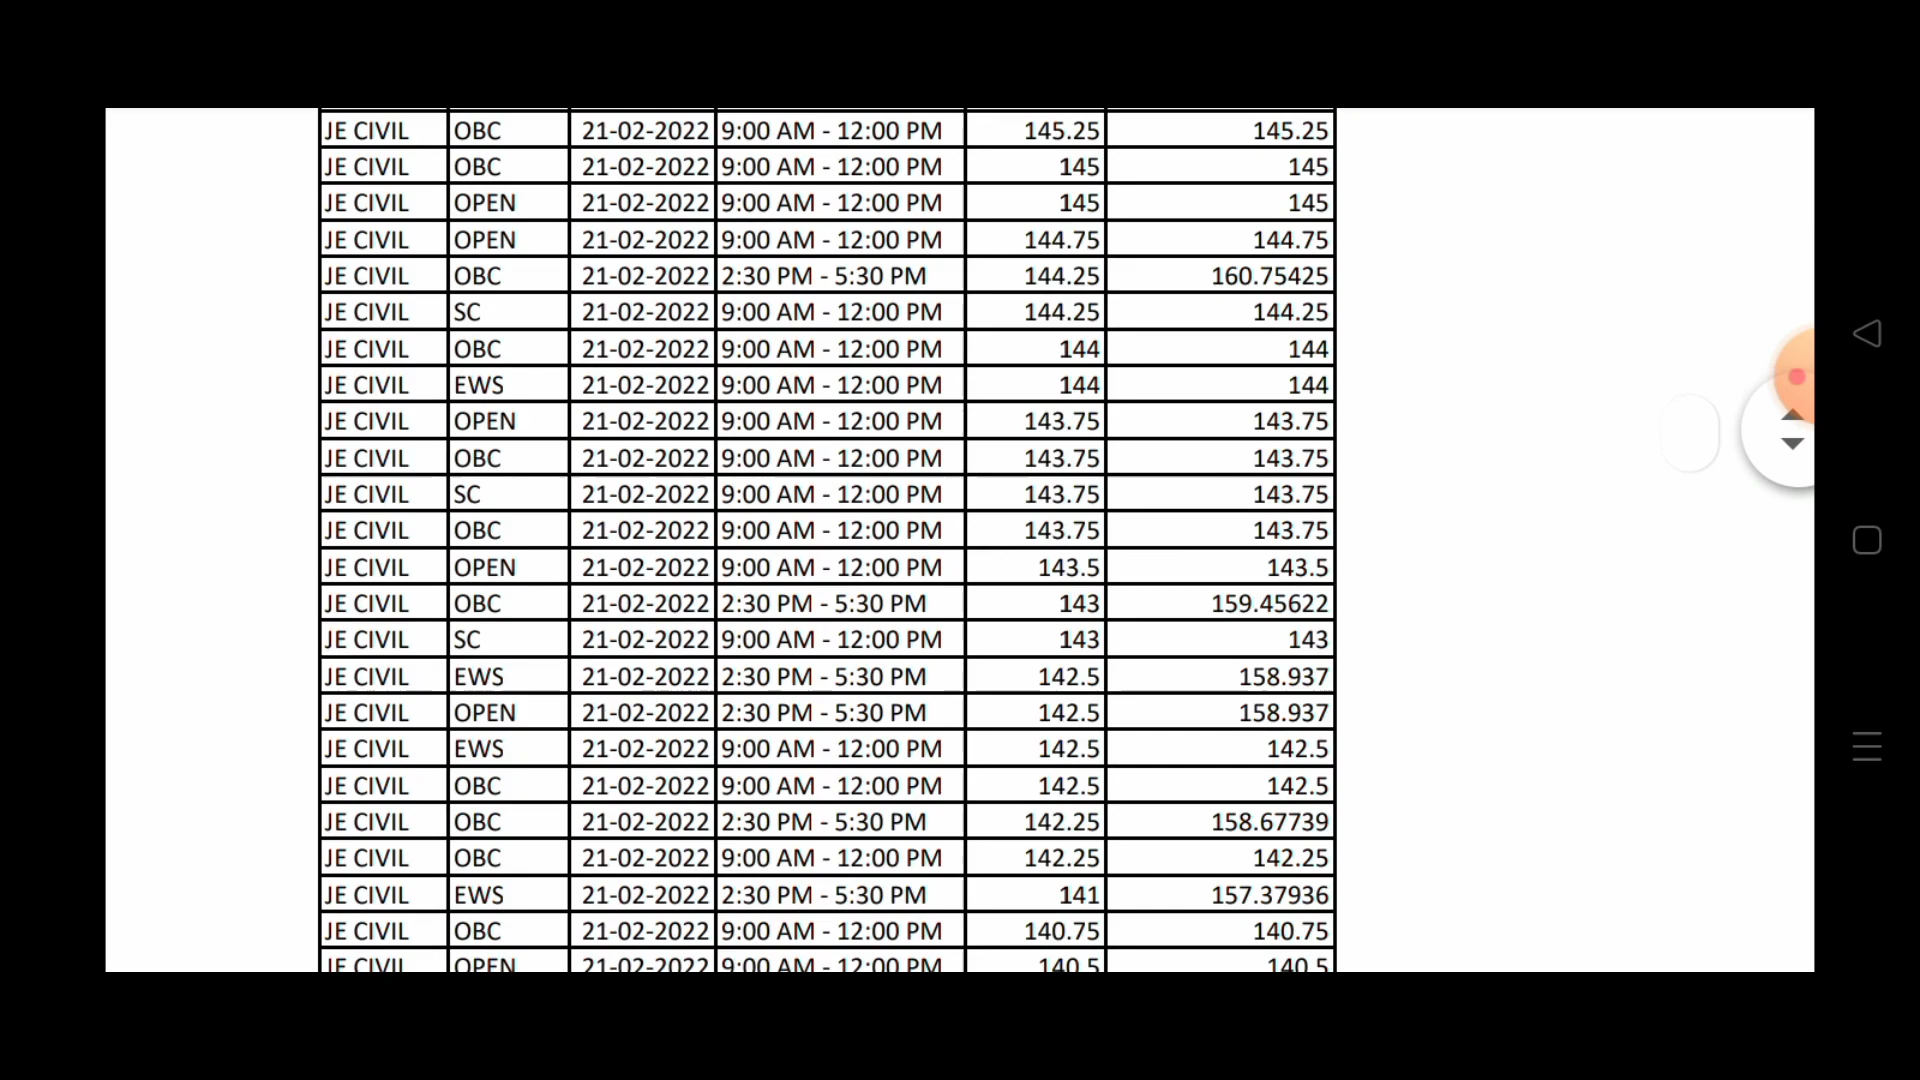 JE CIVIL OBC 21-02-2022 9:00 AM - 12:00 PM 145.25 145.25
JE CIVIL OBC 21-02-2022 9:00 AM - 12:00 PM 145 145
JE CIVIL OPEN 21-02-2022 9:00 AM - 12:00 PM 145 145
JE CIVIL OPEN 21-02-2022 9:00 AM - 12:00 PM 144.75 144.75
JE CIVIL OBC 21-02-2022 2:30 PM - 5:30 PM 144.25 160.75425
JE CIVIL SC 21-02-2022 9:00 AM - 12:00 PM 144.25 144.25
JE CIVIL OBC 21-02-2022 9:00 AM - 12:00 PM 144 144
JE CIVIL EWS 21-02-2022 9:00 AM - 12:00 PM 144 144
JE CIVIL OPEN 21-02-2022 9:00 AM - 12:00 PM 143.75 143.75
JE CIVIL OBC 21-02-2022 9:00 AM - 12:00 PM 143.75 143.75
JE CIVIL SC 21-02-2022 9:00 AM - 12:00 PM 143.75 143.75
JE CIVIL OBC 21-02-2022 9:00 AM - 12:00 PM 143.75 143.75
JE CIVIL OPEN 21-02-2022 9:00 AM - 12:00 PM 143.5 143.5
JE CIVIL OBC 21-02-2022 2:30 PM - 5:30 PM 143 159.45622
JE CIVIL SC 21-02-2022 9:00 AM - 12:00 PM 143 143
JE CIVIL EWS 21-02-2022 2:30 PM - 5:30 PM 142.5 158.937
JE CIVIL OPEN 21-02-2022 2:30 PM - 5:30 PM 142.5 158.937
JE CIVIL EWS 21-02-2022 9:00 AM - 12:00 PM 142.5 142.5
JE CIVIL OBC 21-02-2022 9:00 AM - 12:00 PM 142.5 142.5
JE CIVIL OBC 21-02-2022 2:30 PM - 5:30 PM 142.25 158.67739
JE CIVIL OBC 21-02-2022 9:00 AM - 12:00 PM 142.25 142.25
JE CIVIL EWS 21-02-2022 2:30 PM - 5:30 PM 141 157.37936
JE CIVIL OBC 21-02-2022 9:00 AM - 12:00 PM 140.75 140.75
JE CIVIL OPEN 21-02-2022 9:00 AM - 12:00 PM 140.5 140.5